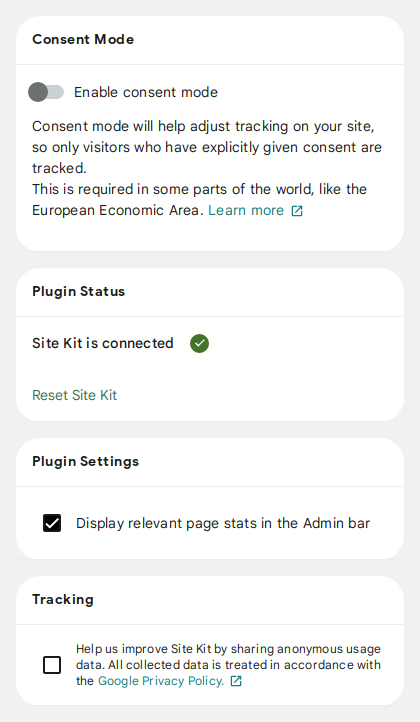 Consent Mode
Enable consent mode
Consent mode will help adjust tracking on your site,
so only visitors who have explicitly given consent are
tracked.
This is required in some parts of the world, like the
European Economic Area. Learn more
Plugin Status
Site Kit is connected
Reset Site Kit
Plugin Settings
Display relevant page stats in the Admin bar
Tracking
Help us improve Site Kit by sharing anonymous usage
data. All collected data is treated in accordance with
the Google Privacy Policy.